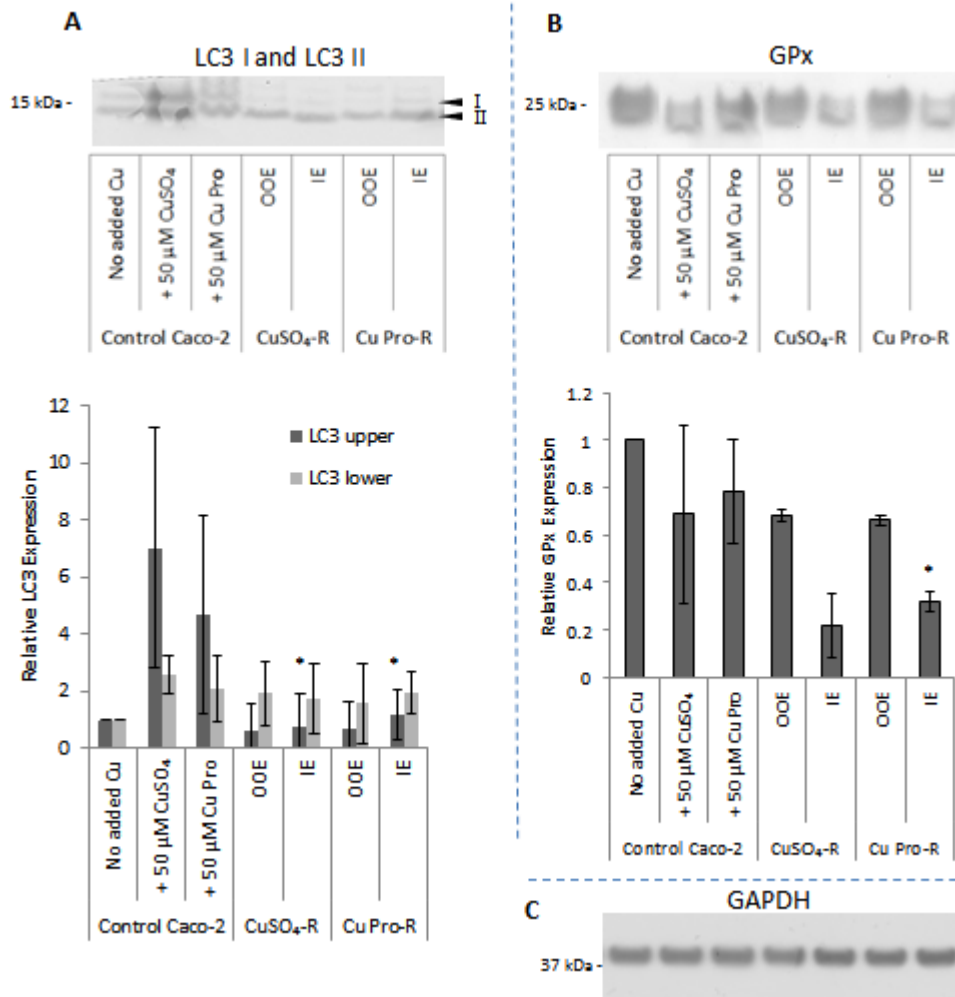 A
LC3 I and LC3 II
15 kDa -
I
II
No added Cu
+ 50 µM CuSO₄
+ 50 µM Cu Pro
OOE
IE
OOE
IE
Control Caco-2
CuSO₄-R
Cu Pro-R
12
10
8
6
4
2
0
Relative LC3 Expression
LC3 upper
LC3 lower
*
*
No added Cu
+ 50 µM CuSO₄
+ 50 µM Cu Pro
OOE
IE
OOE
IE
Control Caco-2
CuSO₄-R
Cu Pro-R
B
GPx
25 kDa -
No added Cu
+ 50 µM CuSO₄
+ 50 µM Cu Pro
OOE
IE
OOE
IE
Control Caco-2
CuSO₄-R
Cu Pro-R
1.2
1
0.8
0.6
0.4
0.2
0
Relative GPx Expression
*
No added Cu
+ 50 µM CuSO₄
+ 50 µM Cu Pro
OOE
IE
OOE
IE
Control Caco-2
CuSO₄-R
Cu Pro-R
C
GAPDH
37 kDa -